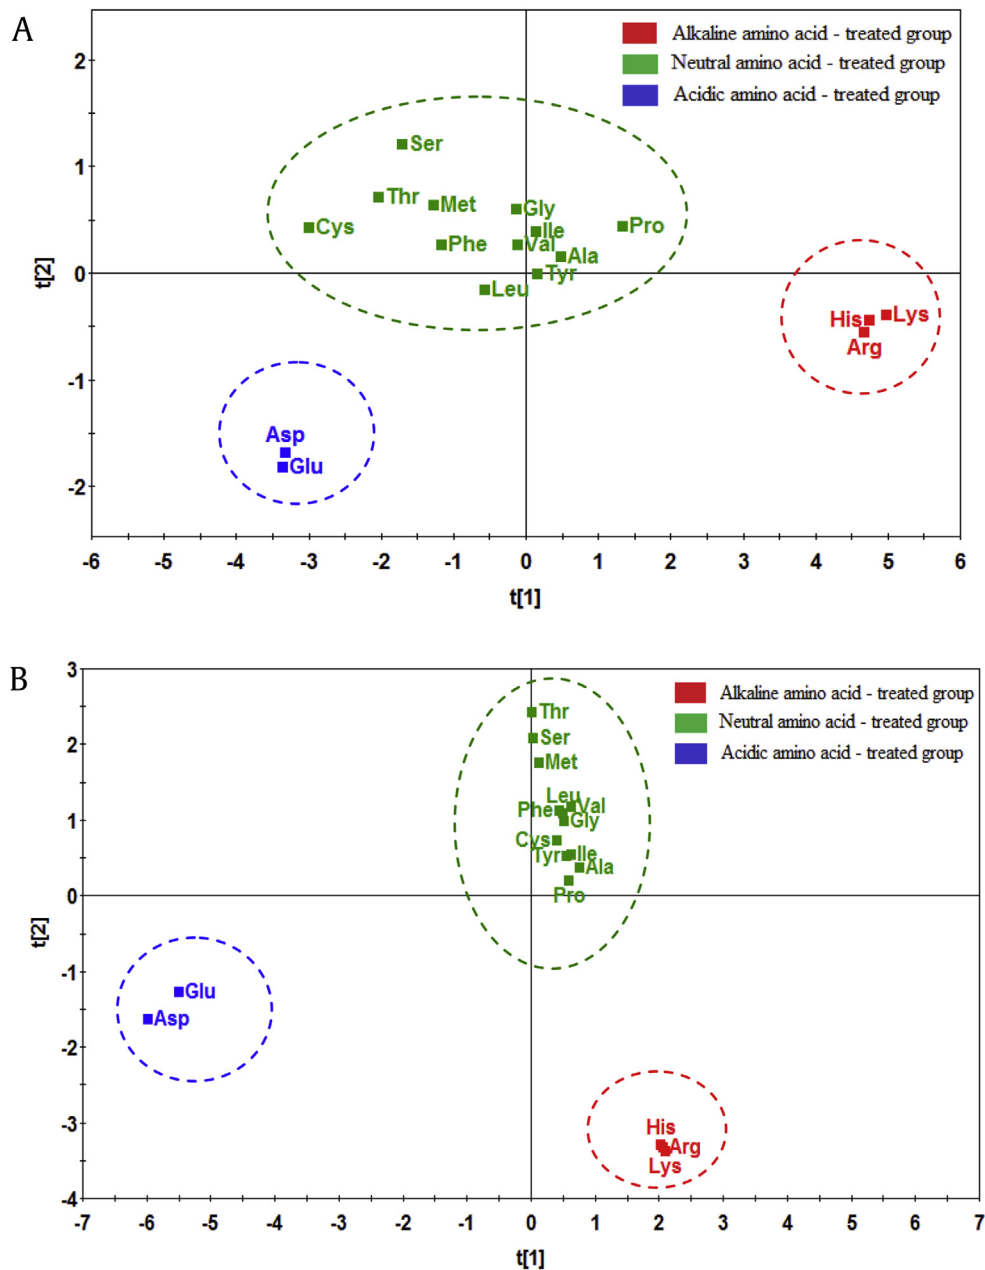 A
Alkaline amino acid - treated group
Neutral amino acid - treated group
Acidic amino acid - treated group
2
1
0
-1
-2
t[2]
Ser
Thr
Met
Gly
Cys
Phe
Ile
Pro
Val
Ala
Tyr
Leu
His
Lys
Arg
Asp
Glu
-6 -5 -4 -3 -2 -1 0 1 2 3 4 5 6
t[1]
B
Alkaline amino acid - treated group
Neutral amino acid - treated group
Acidic amino acid - treated group
3
2
1
0
-1
-2
-3
-4
t[2]
Thr
Ser
Met
Leu
Phe
Val
Gly
Cys
Tyr
Ile
Ala
Pro
Glu
Asp
His
Arg
Lys
-7 -6 -5 -4 -3 -2 -1 0 1 2 3 4 5 6 7
t[1]